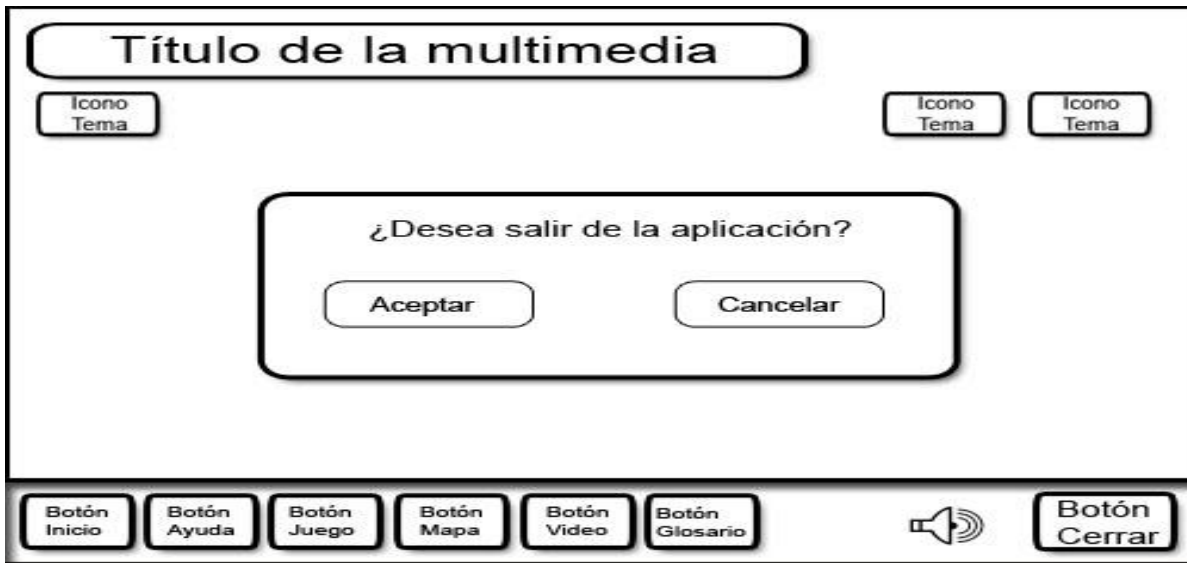 Título de la multimedia
Icono
Tema
Icono
Tema
Icono
Tema
¿Desea salir de la aplicación?
Aceptar
Cancelar
Botón
Inicio
Botón
Ayuda
Botón
Juego
Botón
Mapa
Botón
Video
Botón
Glosario
Botón
Cerrar